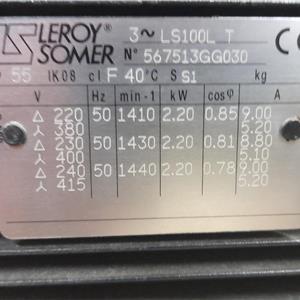 LEROY® 3~ LS100L T
SOMER N° 567513GG030
55 IK08 cl F 40°C S S1 kg
V Hz min-1 kW cosφ A
Δ 220 50 1410 2.20 0.85 9.00
⅄ 380 5.20
Δ 230 50 1430 2.20 0.81 8.80
⅄ 400 5.10
Δ 240 50 1440 2.20 0.78 9.00
⅄ 415 5.20